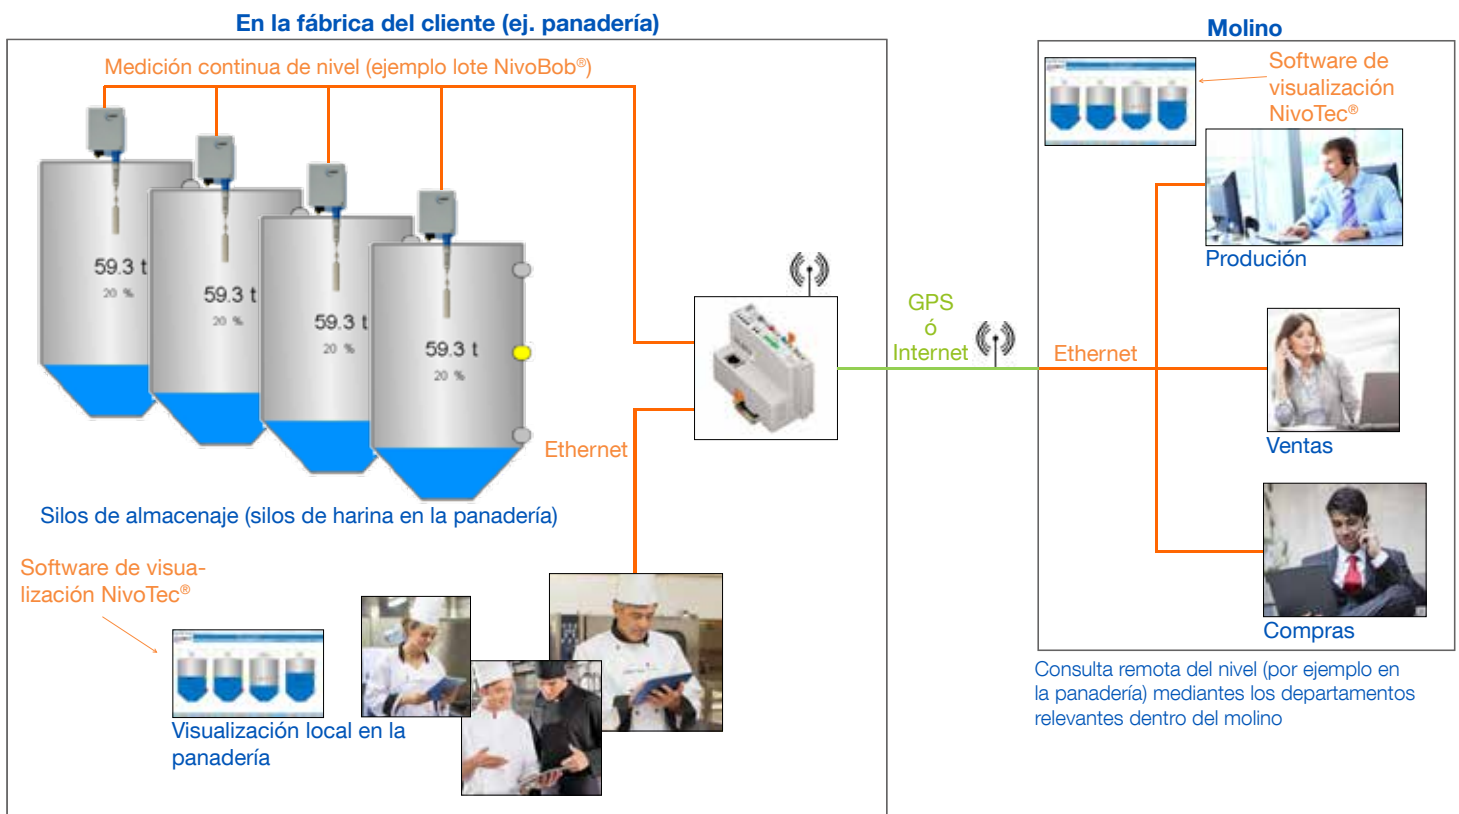 En la fábrica del cliente (ej. panadería)
Medición continua de nivel (ejemplo lote NivoBob®)
59.3 t
20 %
59.3 t
20 %
59.3 t
20 %
59.3 t
20 %
Ethernet
Silos de almacenaje (silos de harina en la panadería)
Software de visua-
lización NivoTec®
Visualización local en la
panadería
GPS
ó
Internet
Molino
Software de
visualización
NivoTec®
Ethernet
Produción
Ventas
Compras
Consulta remota del nivel (por ejemplo en
la panadería) mediantes los departamentos
relevantes dentro del molino